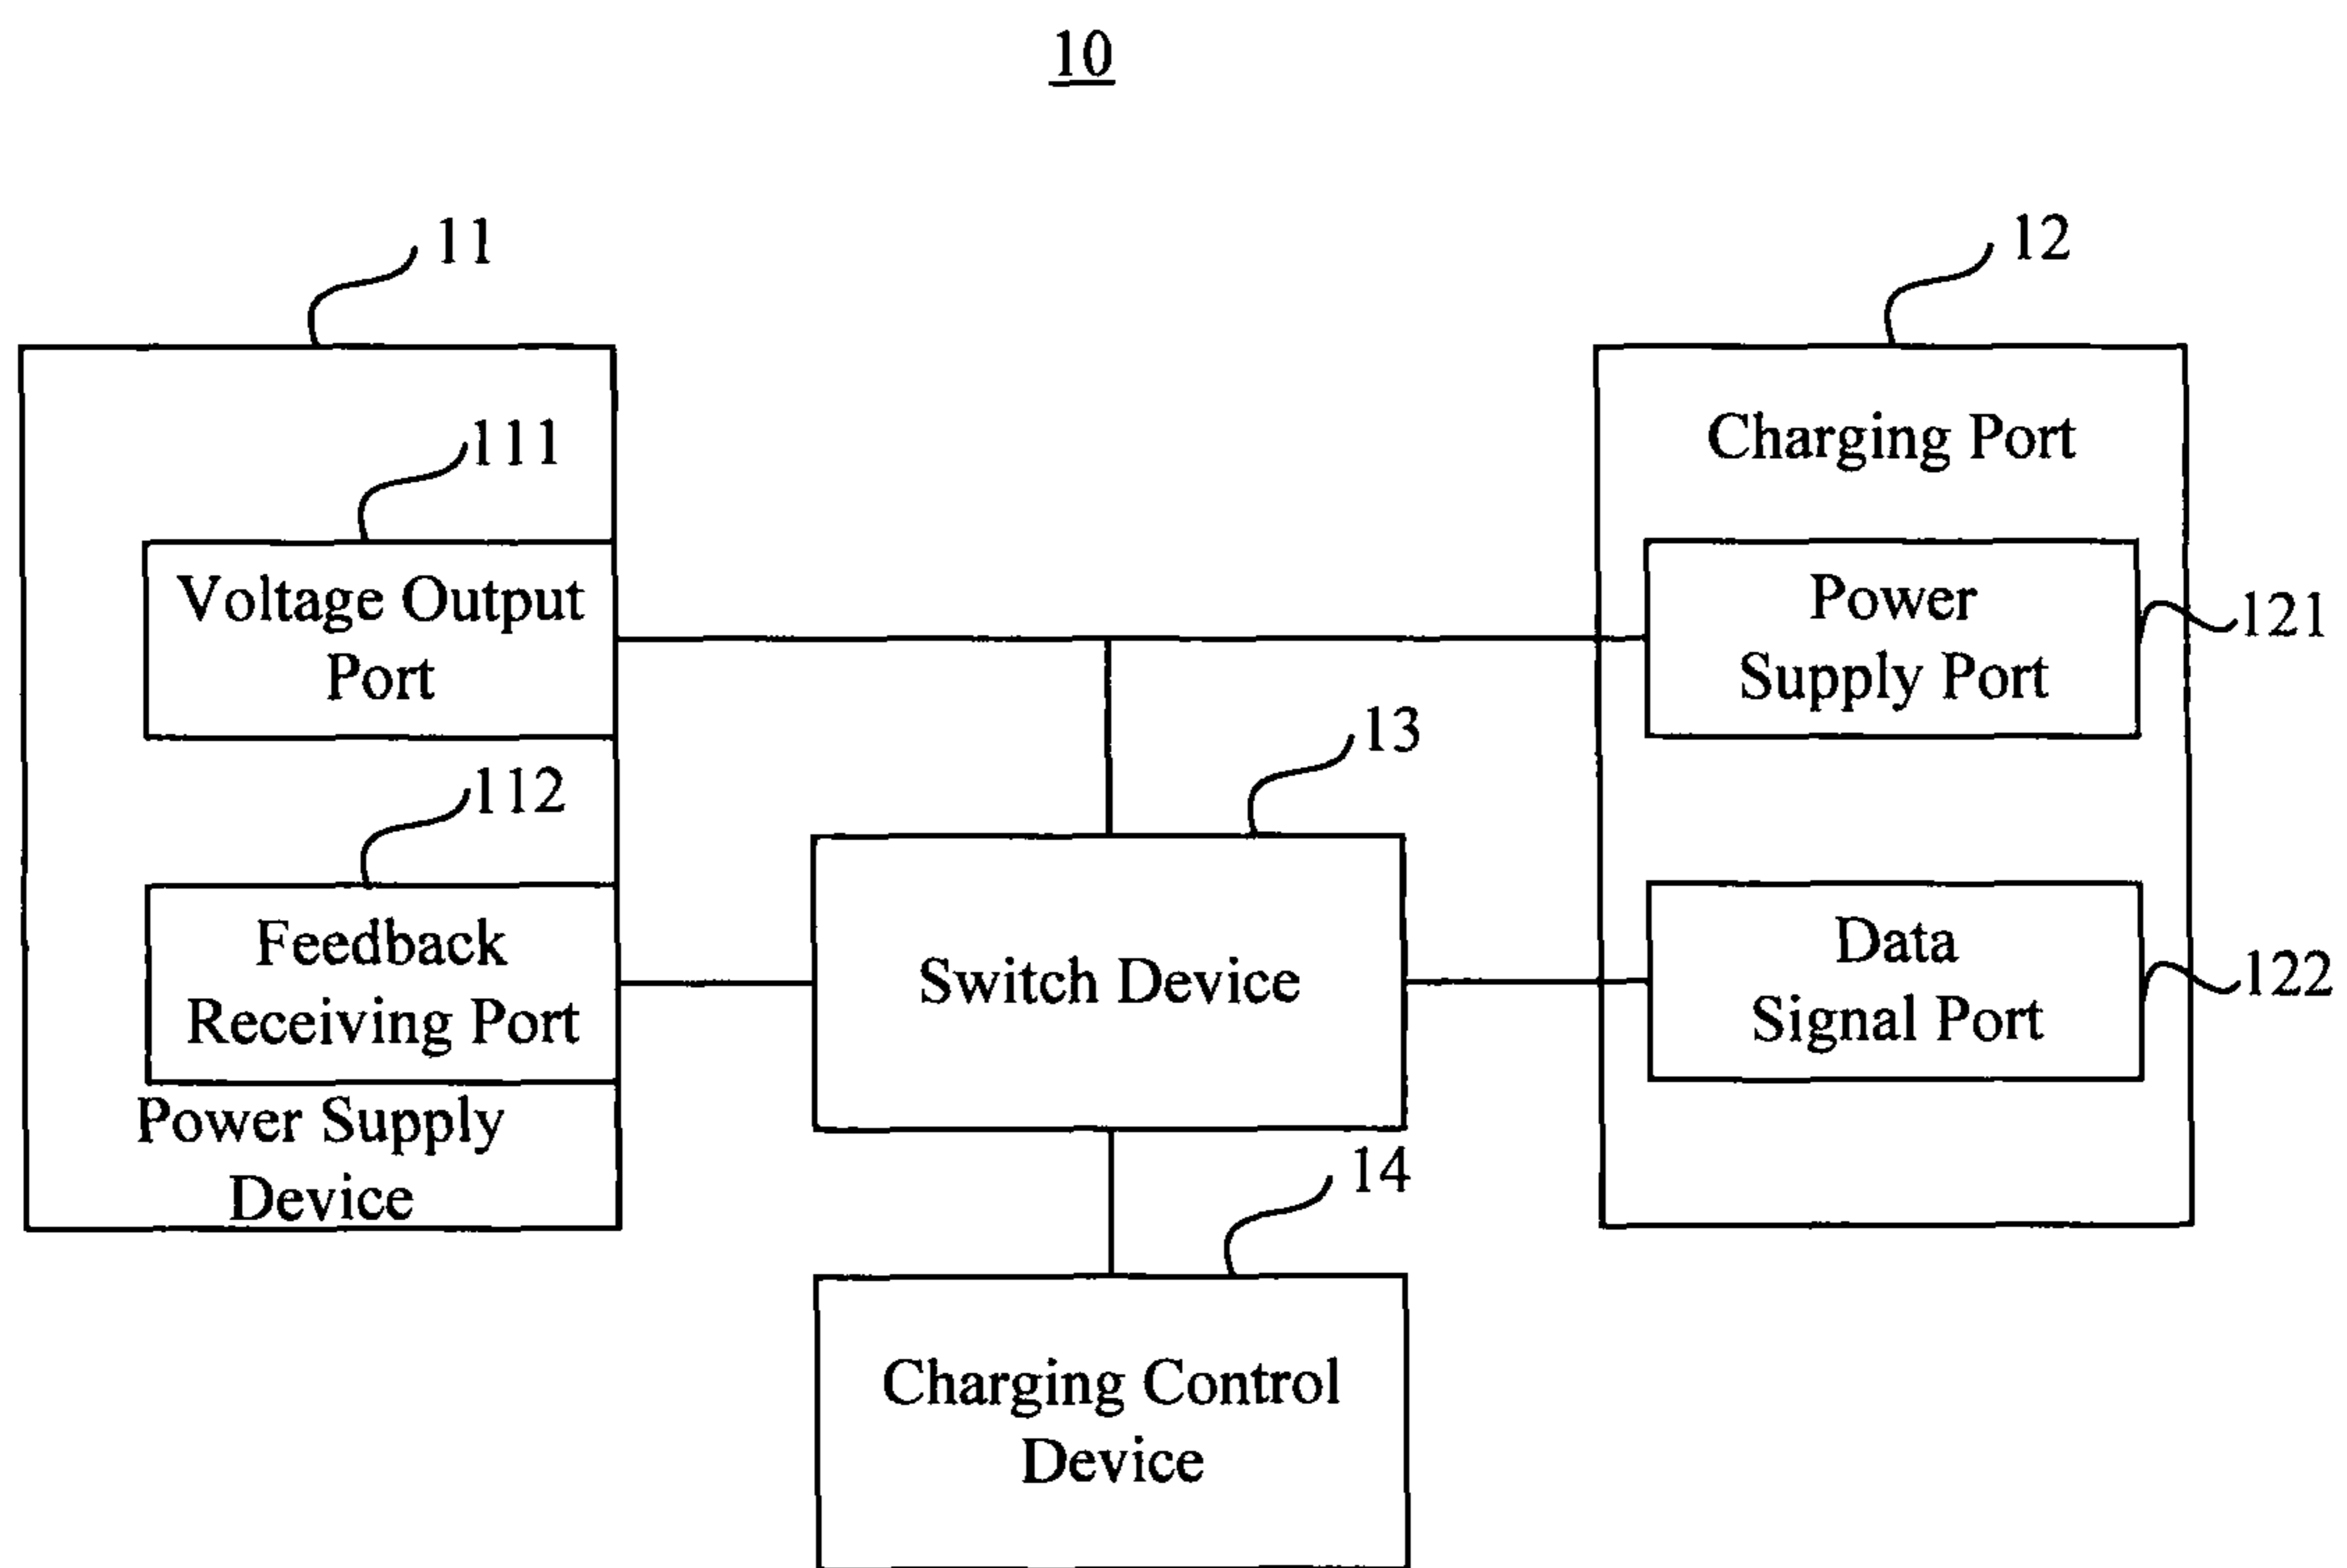 10
11
12
111
Charging Port
Voltage Output
Port
Power
Supply Port
121
13
112
Feedback
Receiving Port
Switch Device
Data
Signal Port
122
Power Supply
Device
14
Charging Control
Device